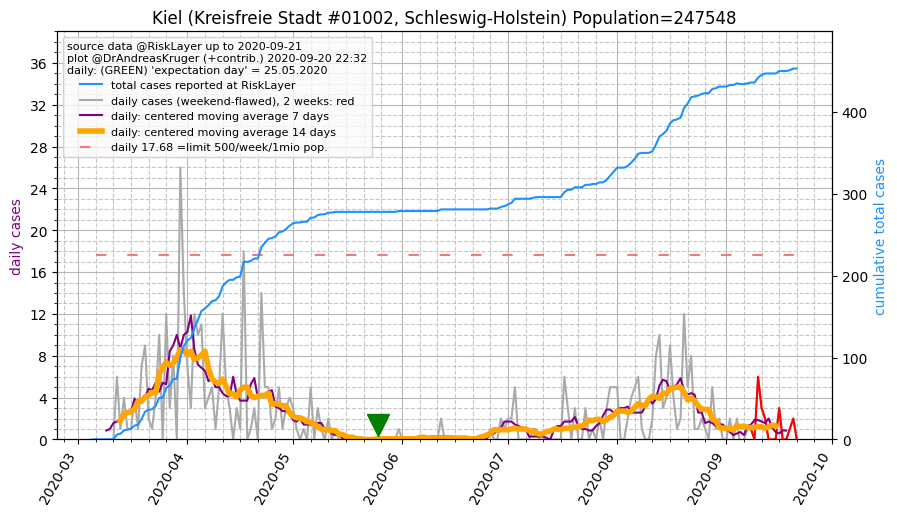 Kiel (Kreisfreie Stadt #01002, Schleswig-Holstein) Population=247548
source data @RiskLayer up to 2020-09-21
plot @DrAndreasKruger (+contrib.) 2020-09-20 22:32
daily: (GREEN) 'expectation day' = 25.05.2020
total cases reported at RiskLayer
daily cases (weekend-flawed), 2 weeks: red
daily: centered moving average 7 days
daily: centered moving average 14 days
daily 17.68 =limit 500/week/1mio pop.
daily cases
36
32
28
24
20
16
12
8
4
0
cumulative total cases
400
300
200
100
0
2020-03
2020-04
2020-05
2020-06
2020-07
2020-08
2020-09
2020-10